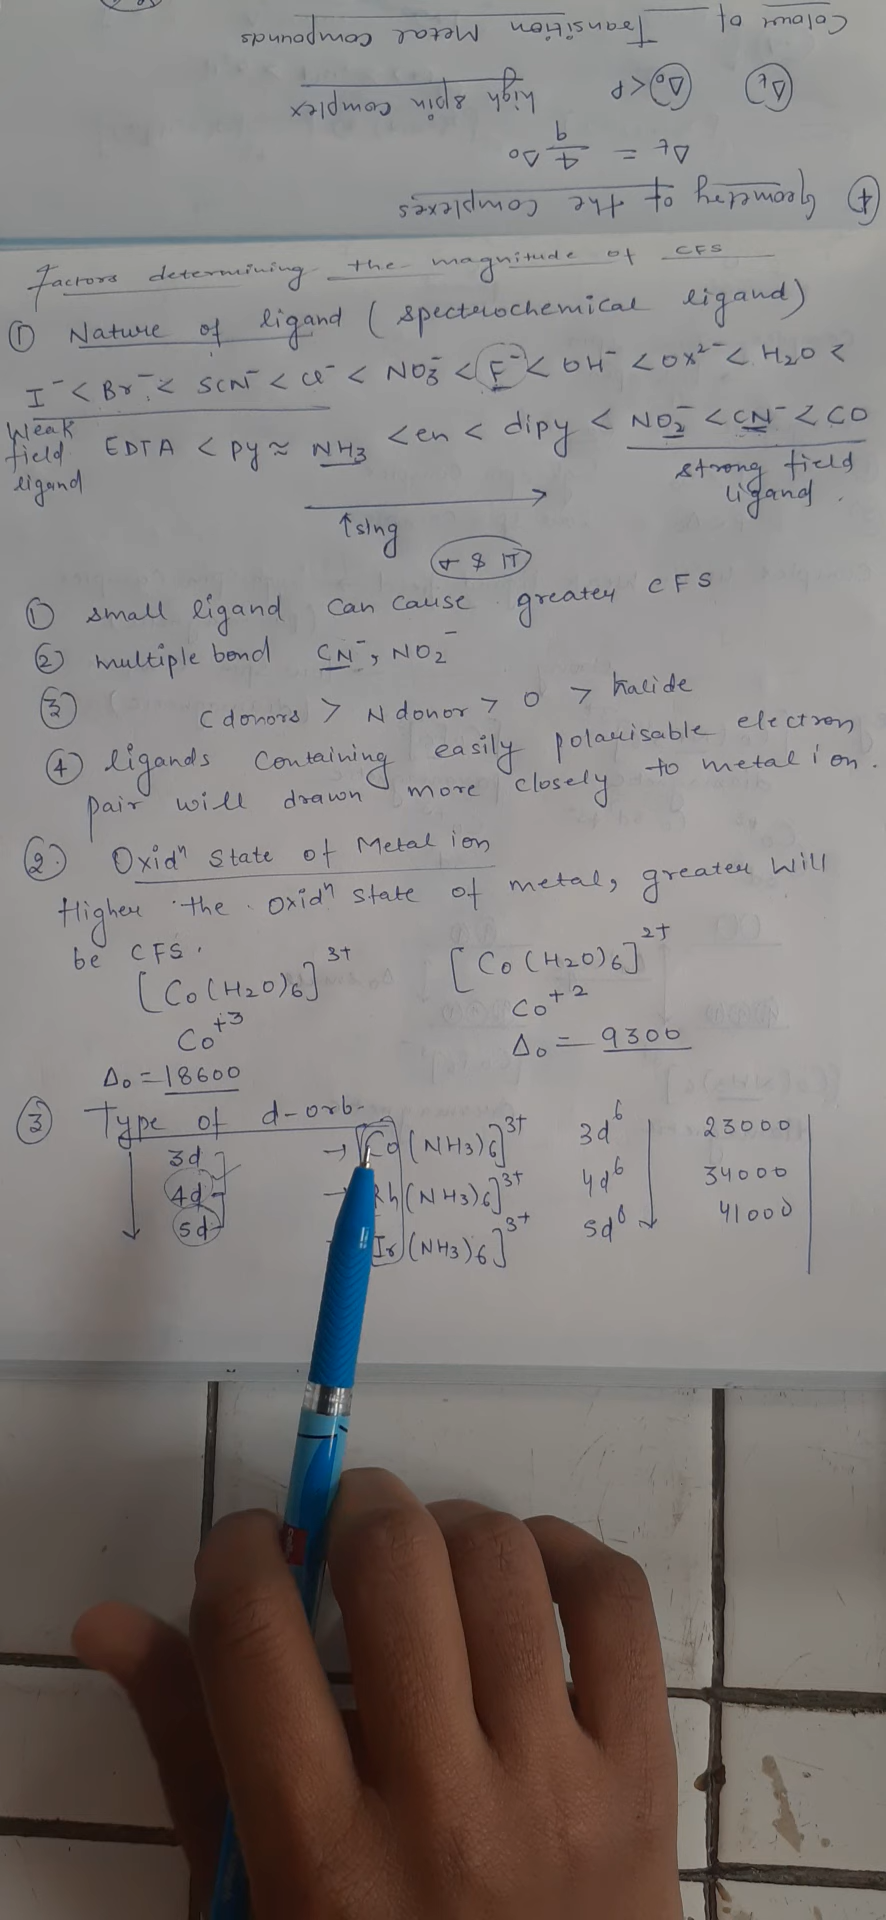 Factors determining the magnitude of CFS
① Nature of ligand ( spectrochemical ligand)
I⁻ < Br⁻ < SCN⁻ < Cl⁻ < NO₃⁻ < F⁻ < OH⁻ < Ox²⁻ < H₂O <
EDTA < py ≈ NH₃ < en < dipy < NO₂⁻ < CN⁻ < CO
Weak field ligand
strong field ligand.
↑sing
① small ligand can cause greater CFS
② multiple bond CN⁻, NO₂⁻
③ C donors > N donor > O > halide
④ ligands containing easily polarisable electron
pair will drawn more closely to metal ion.
②. Oxidⁿ State of Metal ion
Higher the oxidⁿ state of metal, greater will
be CFS.
[Co(H₂O)₆]³⁺ [Co(H₂O)₆]²⁺
Co⁺³ Co⁺²
Δ₀ = 18600 Δ₀ = 9300
③ Type of d-orb-
3d → [Co(NH₃)₆]³⁺ 3d⁶ 23000
4d → Rh(NH₃)₆]³⁺ 4d⁶ 34000
5d Ir(NH₃)₆]³⁺ 5d⁶ 41000
④ Geometry of the complexes
Δt = 4/9 Δ₀
Δt Δ₀ < P high spin complex
Colour of Transition Metal Compounds